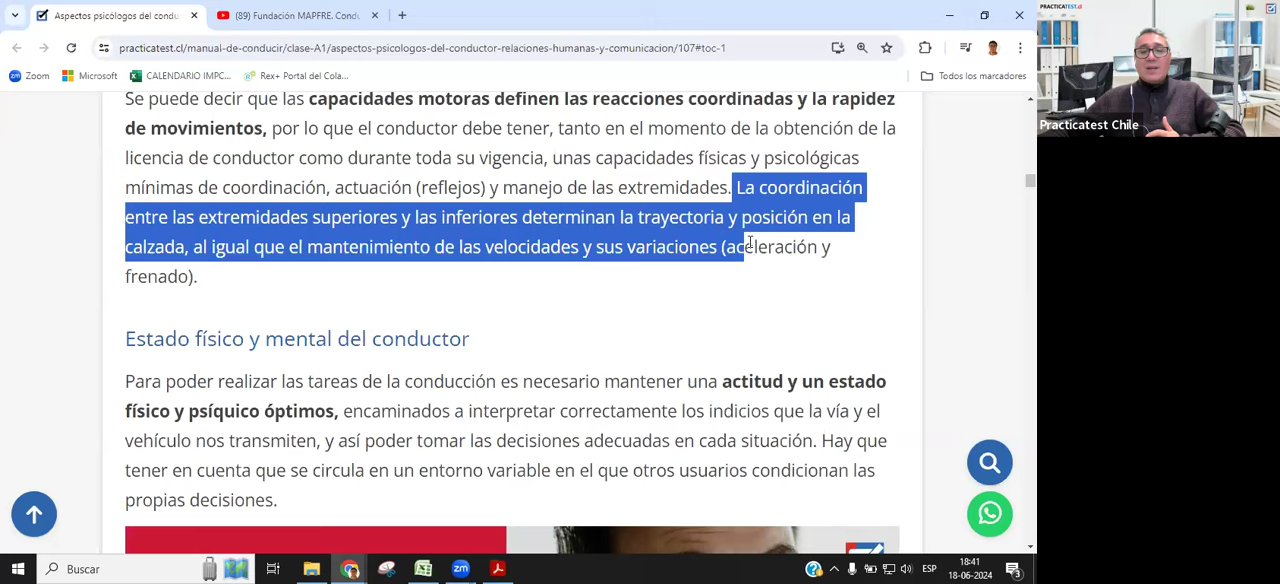 Aspectos psicólogos del condu
(89) Fundación MAPFRE. C
practicatest.cl/manual-de-conducir/clase-A1/aspectos-psicologos-del-conductor-relaciones-humanas-y-comunicacion/107#toc-1
Zoom
Microsoft
CALENDARIO IMPC...
Rex+ Portal del Cola...
Todos los marcadores
Se puede decir que las capacidades motoras definen las reacciones coordinadas y la rapidez
de movimientos, por lo que el conductor debe tener, tanto en el momento de la obtención de la
licencia de conductor como durante toda su vigencia, unas capacidades físicas y psicológicas
mínimas de coordinación, actuación (reflejos) y manejo de las extremidades. La coordinación
entre las extremidades superiores y las inferiores determinan la trayectoria y posición en la
calzada, al igual que el mantenimiento de las velocidades y sus variaciones (aceleración y
frenado).
Estado físico y mental del conductor
Para poder realizar las tareas de la conducción es necesario mantener una actitud y un estado
físico y psíquico óptimos, encaminados a interpretar correctamente los indicios que la vía y el
vehículo nos transmiten, y así poder tomar las decisiones adecuadas en cada situación. Hay que
tener en cuenta que se circula en un entorno variable en el que otros usuarios condicionan las
propias decisiones.
PRACTICATEST.CL
Practicatest Chile
Buscar
ESP
18:41
18-06-2024
3